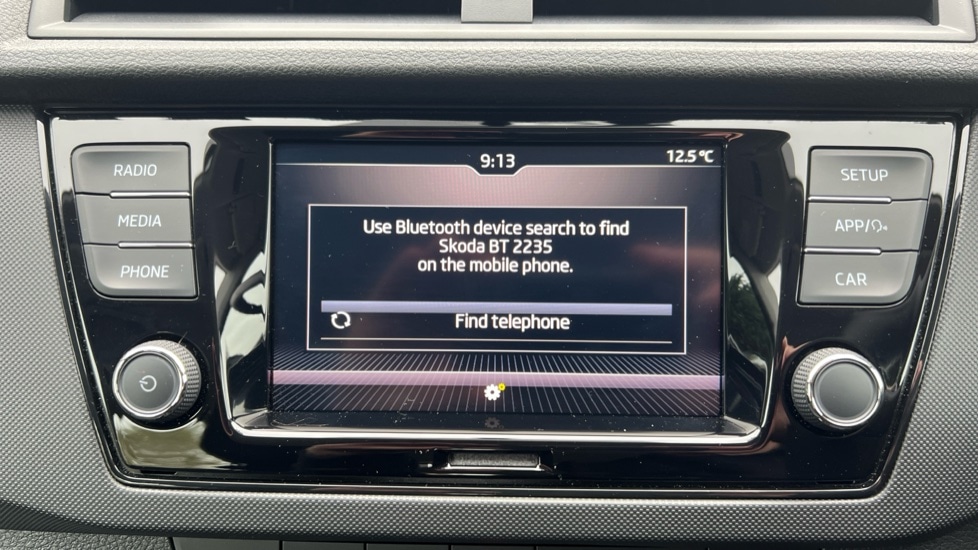 9:13
12.5°C
RADIO
MEDIA
PHONE
Use Bluetooth device search to find
Skoda BT 2235
on the mobile phone.
Find telephone
SETUP
APP/
CAR